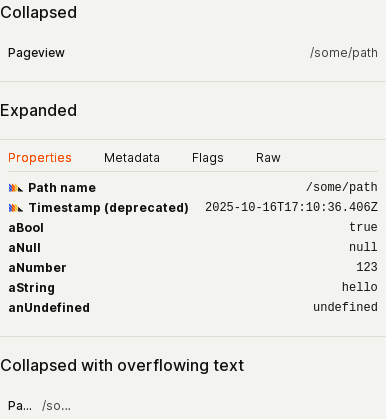 Collapsed
Pageview /some/path
Expanded
Properties Metadata Flags Raw
Path name /some/path
Timestamp (deprecated) 2025-10-16T17:10:36.406Z
aBool true
aNull null
aNumber 123
aString hello
anUndefined undefined
Collapsed with overflowing text
Pa... /so...